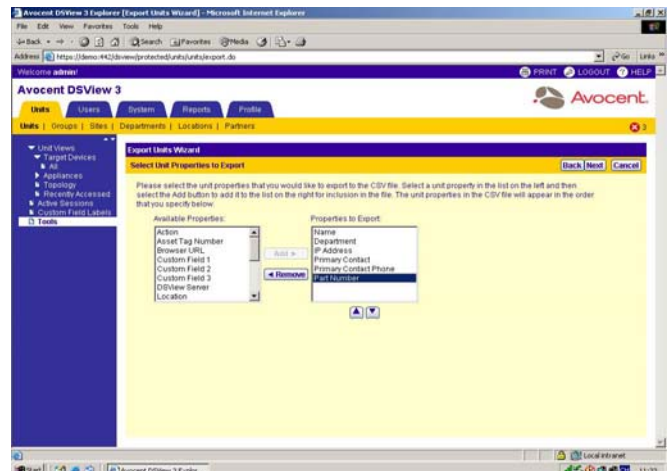 Avocent DSView 3 Explorer [Export Units Wizard] - Microsoft Internet Explorer
File Edit View Favorites Tools Help
Back Search Favorites Media
Address https://demo:442/dsview/protected/units/units/export.do Go Links
Welcome admin! PRINT LOGOUT HELP
Avocent DSView 3
Avocent.
Units Users System Reports Profile
Units | Groups | Sites | Departments | Locations | Partners 3
Unit Views
Target Devices
All
Appliances
Topology
Recently Accessed
Active Sessions
Custom Field Labels
Tools
Export Units Wizard
Select Unit Properties to Export Back Next Cancel
Please select the unit properties that you would like to export to the CSV file. Select a unit property in the list on the left and then
select the Add button to add it to the list on the right for inclusion in the file. The unit properties in the CSV file will appear in the order
that you specify below.
Available Properties: Properties to Export:
Action
Asset Tag Number
Browser URL
Custom Field 1
Custom Field 2
Custom Field 3
DSView Server
Location
Add
Remove
Name
Department
IP Address
Primary Contact
Primary Contact Phone
Part Number
Local intranet
Start Avocent DSView 3 Explo...